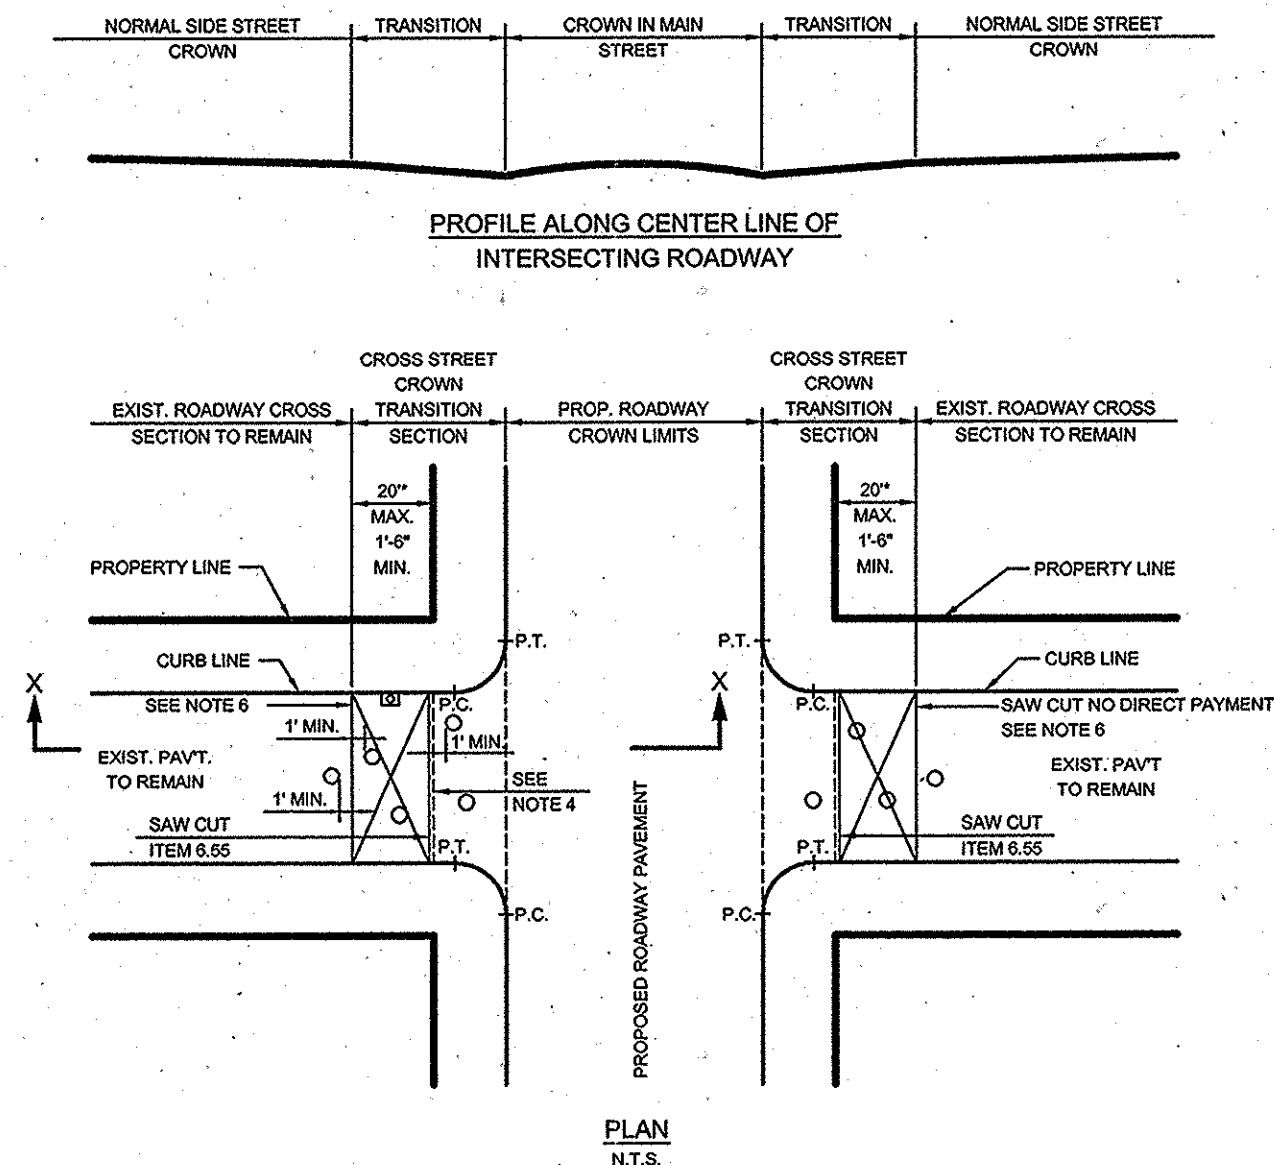 NORMAL SIDE STREET
CROWN
TRANSITION
CROWN IN MAIN
STREET
TRANSITION
NORMAL SIDE STREET
CROWN
PROFILE ALONG CENTER LINE OF
INTERSECTING ROADWAY
EXIST. ROADWAY CROSS
SECTION TO REMAIN
CROSS STREET
CROWN
TRANSITION
SECTION
PROP. ROADWAY
CROWN LIMITS
CROSS STREET
CROWN
TRANSITION
SECTION
EXIST. ROADWAY CROSS
SECTION TO REMAIN
20'*
MAX.
1'-6"
MIN.
20'*
MAX.
1'-6"
MIN.
PROPERTY LINE
PROPERTY LINE
P.T.
P.T.
CURB LINE
CURB LINE
X
X
SEE NOTE 6
P.C.
P.C.
SAW CUT NO DIRECT PAYMENT
SEE NOTE 6
1' MIN.
1' MIN.
EXIST. PAV'T.
TO REMAIN
EXIST. PAV'T
TO REMAIN
SEE
NOTE 4
1' MIN.
SAW CUT
ITEM 6.55
SAW CUT
ITEM 6.55
P.T.
P.T.
P.C.
P.C.
PROPOSED ROADWAY PAVEMENT
PLAN
N.T.S.